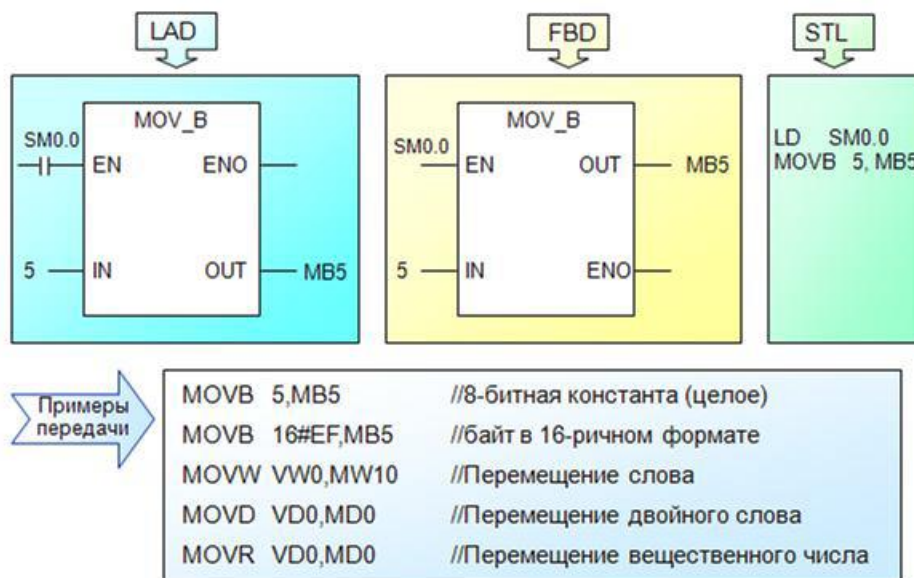 LAD
FBD
STL
MOV_B
SM0.0
EN ENO
5 IN OUT MB5
MOV_B
SM0.0
EN OUT MB5
5 IN ENO
LD SM0.0
MOVB 5, MB5
Примеры
передачи
MOVB 5,MB5 //8-битная константа (целое)
MOVB 16#EF,MB5 //байт в 16-ричном формате
MOVW VW0,MW10 //Перемещение слова
MOVD VD0,MD0 //Перемещение двойного слова
MOVR VD0,MD0 //Перемещение вещественного числа